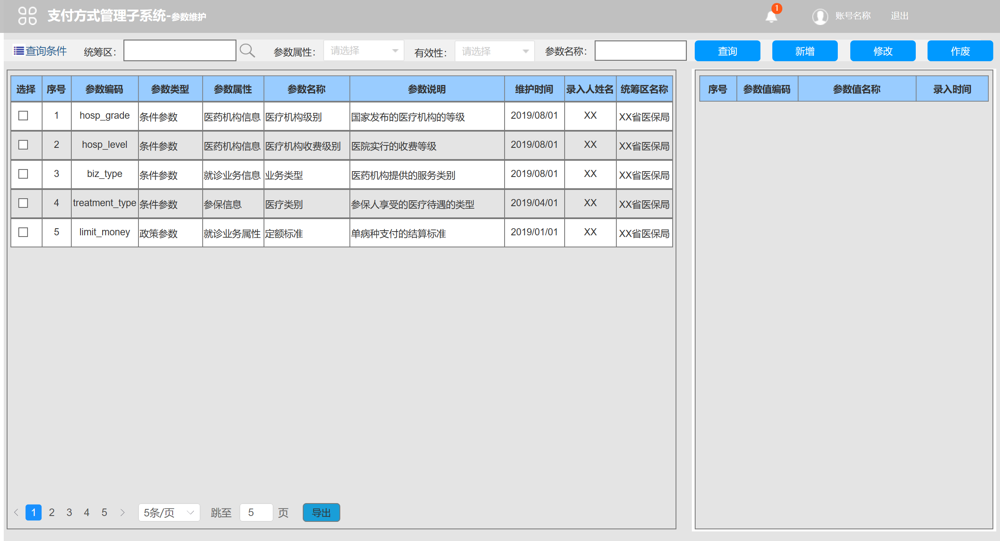 支付方式管理子系统-参数维护
1
账号名称 退出
查询条件 统筹区： 参数属性： 请选择 有效性： 请选择 参数名称： 查询 新增 修改 作废
选择 序号 参数编码 参数类型 参数属性 参数名称 参数说明 维护时间 录入人姓名 统筹区名称
1 hosp_grade 条件参数 医药机构信息 医疗机构级别 国家发布的医疗机构的等级 2019/08/01 XX XX省医保局
2 hosp_level 条件参数 医药机构信息 医疗机构收费级别 医院实行的收费等级 2019/08/01 XX XX省医保局
3 biz_type 条件参数 就诊业务信息 业务类型 医药机构提供的服务类别 2019/08/01 XX XX省医保局
4 treatment_type 条件参数 参保信息 医疗类别 参保人享受的医疗待遇的类型 2019/04/01 XX XX省医保局
5 limit_money 政策参数 就诊业务属性 定额标准 单病种支付的结算标准 2019/01/01 XX XX省医保局
1 2 3 4 5 5条/页 跳至 5 页 导出
序号 参数值编码 参数值名称 录入时间